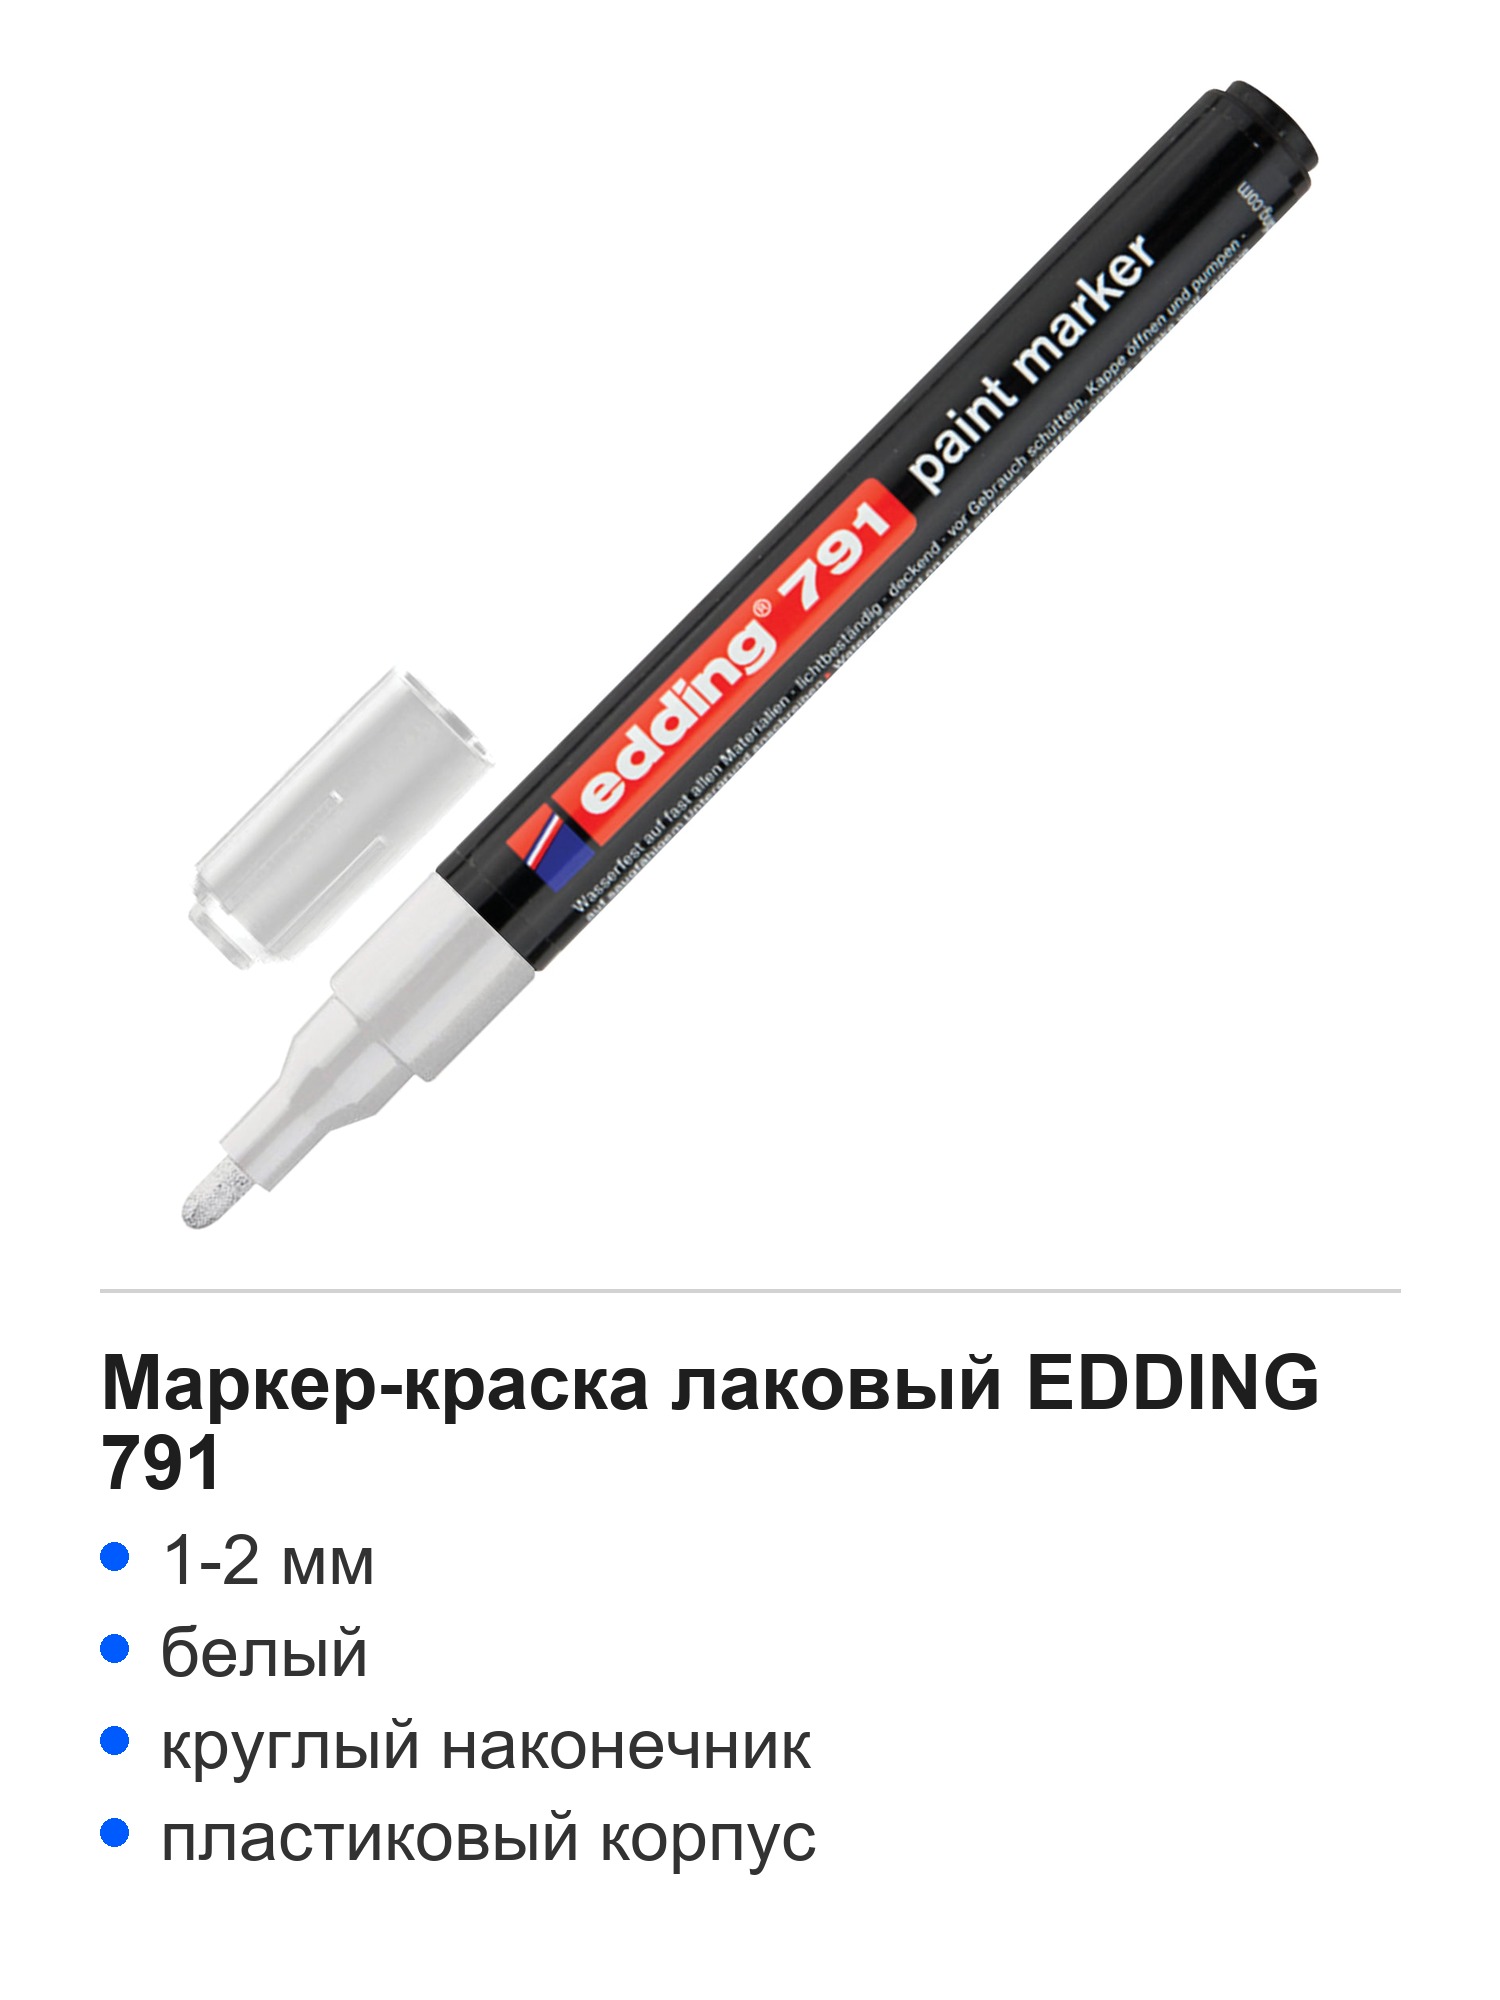 edding® 791 paint marker
Wasserfest auf fast allen Materialien · lichtbeständig · deckend · vor Gebrauch schütteln, Kappe öffnen und pumpen ·
Маркер-краска лаковый EDDING
791
1-2 мм
белый
круглый наконечник
пластиковый корпус